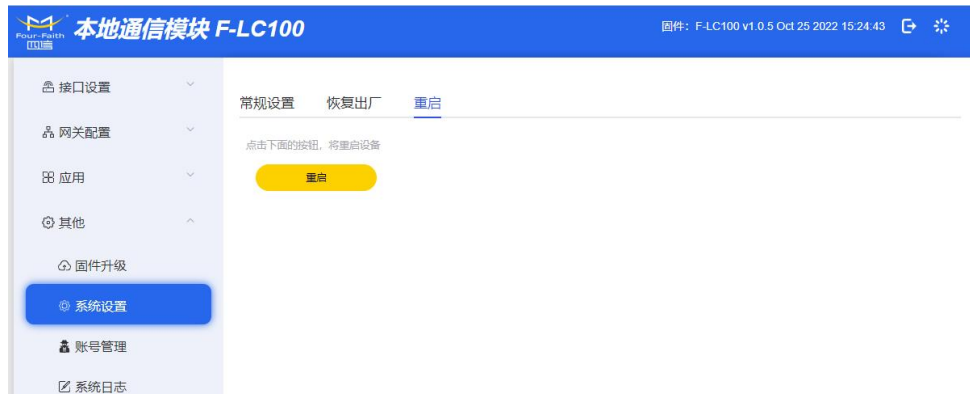 Four-Faith
四信
本地通信模块 F-LC100
固件：F-LC100 v1.0.5 Oct 25 2022 15:24:43
接口设置
网关配置
应用
其他
固件升级
系统设置
账号管理
系统日志
常规设置 恢复出厂 重启
点击下面的按钮，将重启设备
重启